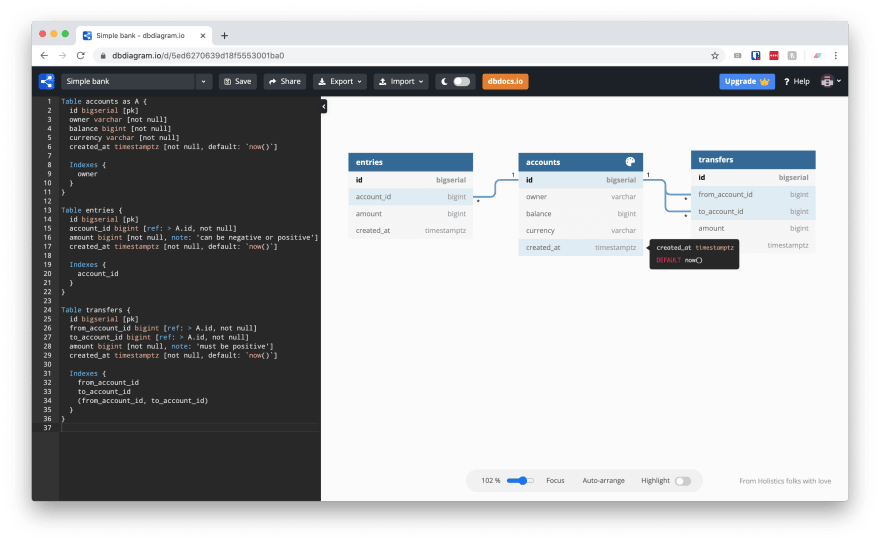 Simple bank - dbdiagram.io
dbdiagram.io/d/5ed6270639d18f5553001ba0
Simple bank
Save
Share
Export
Import
dbdocs.io
Upgrade
? Help
1 Table accounts as A {
2 id bigserial [pk]
3 owner varchar [not null]
4 balance bigint [not null]
5 currency varchar [not null]
6 created_at timestamptz [not null, default: `now()`]
7
8 Indexes {
9 owner
10 }
11 }
12
13 Table entries {
14 id bigserial [pk]
15 account_id bigint [ref: > A.id, not null]
16 amount bigint [not null, note: 'can be negative or positive']
17 created_at timestamptz [not null, default: `now()`]
18
19 Indexes {
20 account_id
21 }
22 }
23
24 Table transfers {
25 id bigserial [pk]
26 from_account_id bigint [ref: > A.id, not null]
27 to_account_id bigint [ref: > A.id, not null]
28 amount bigint [not null, note: 'must be positive']
29 created_at timestamptz [not null, default: `now()`]
30
31 Indexes {
32 from_account_id
33 to_account_id
34 (from_account_id, to_account_id)
35 }
36 }
37
entries
id bigserial
account_id bigint
amount bigint
created_at timestamptz
1
*
accounts
id bigserial
owner varchar
balance bigint
currency varchar
created_at timestamptz
1
*
*
transfers
id bigserial
from_account_id bigint
to_account_id bigint
amount bigint
timestamptz
created_at timestamptz
DEFAULT now()
102 %
Focus
Auto-arrange
Highlight
From Holistics folks with love